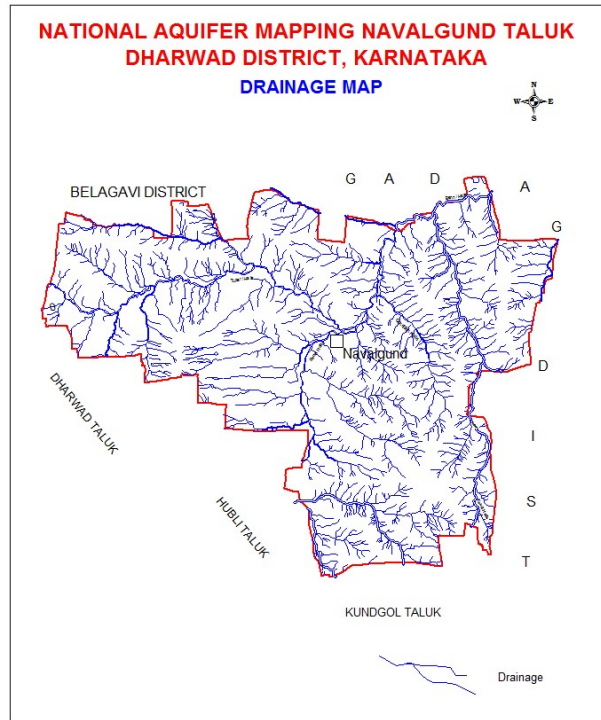 NATIONAL AQUIFER MAPPING NAVALGUND TALUK
DHARWAD DISTRICT, KARNATAKA
DRAINAGE MAP
N
W E
S
G A D A G
BELAGAVI DISTRICT
Navalgund
D I S T
DHARWAD TALUK
HUBLI TALUK
KUNDGOL TALUK
Drainage